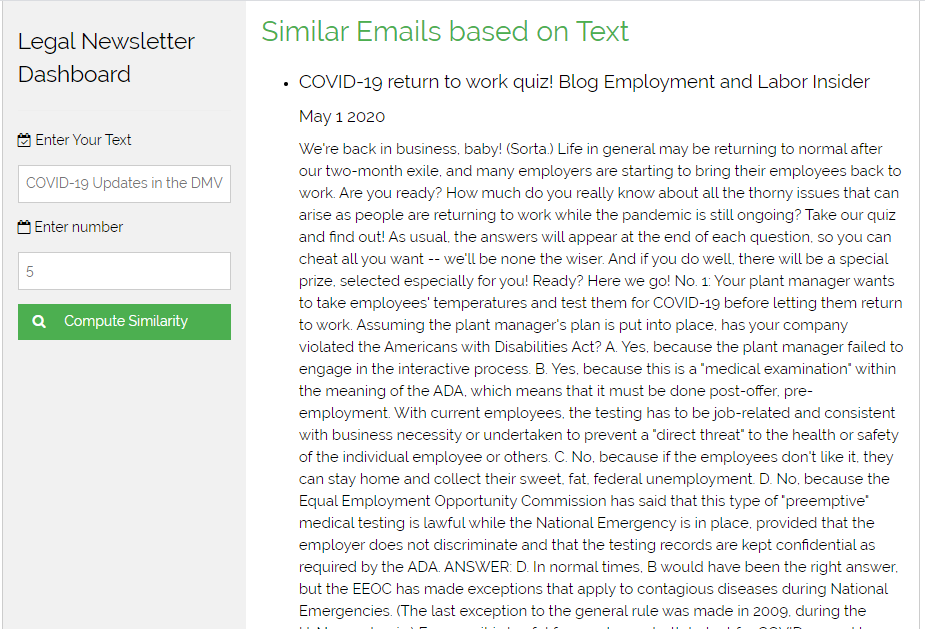 Legal Newsletter
Dashboard
Enter Your Text
COVID-19 Updates in the DMV
Enter number
5
Compute Similarity
Similar Emails based on Text
COVID-19 return to work quiz! Blog Employment and Labor Insider
May 1 2020
We're back in business, baby! (Sorta.) Life in general may be returning to normal after
our two-month exile, and many employers are starting to bring their employees back to
work. Are you ready? How much do you really know about all the thorny issues that can
arise as people are returning to work while the pandemic is still ongoing? Take our quiz
and find out! As usual, the answers will appear at the end of each question, so you can
cheat all you want -- we'll be none the wiser. And if you do well, there will be a special
prize, selected especially for you! Ready? Here we go! No. 1: Your plant manager wants
to take employees' temperatures and test them for COVID-19 before letting them return
to work. Assuming the plant manager's plan is put into place, has your company
violated the Americans with Disabilities Act? A. Yes, because the plant manager failed to
engage in the interactive process. B. Yes, because this is a "medical examination" within
the meaning of the ADA, which means that it must be done post-offer, pre-
employment. With current employees, the testing has to be job-related and consistent
with business necessity or undertaken to prevent a "direct threat" to the health or safety
of the individual employee or others. C. No, because if the employees don't like it, they
can stay home and collect their sweet, fat, federal unemployment. D. No, because the
Equal Employment Opportunity Commission has said that this type of "preemptive"
medical testing is lawful while the National Emergency is in place, provided that the
employer does not discriminate and that the testing records are kept confidential as
required by the ADA. ANSWER: D. In normal times, B would have been the right answer,
but the EEOC has made exceptions that apply to contagious diseases during National
Emergencies. (The last exception to the general rule was made in 2009, during the